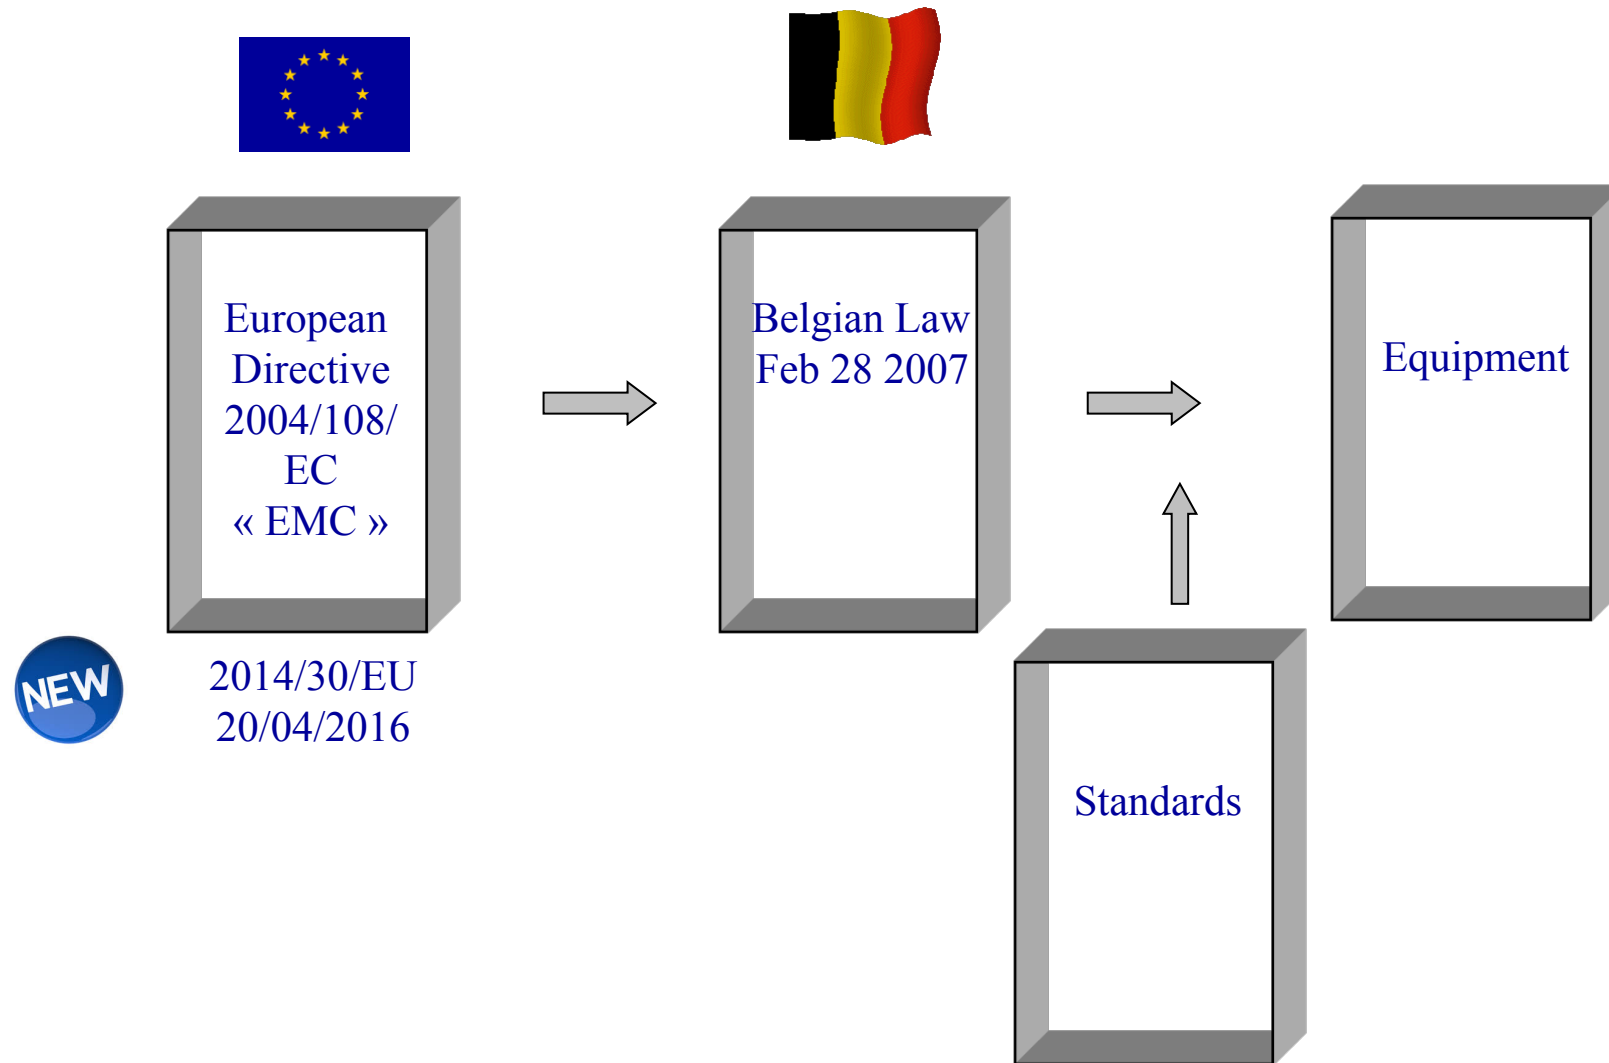 European
Directive
2004/108/
EC
« EMC »
NEW
2014/30/EU
20/04/2016
Belgian Law
Feb 28 2007
Equipment
Standards